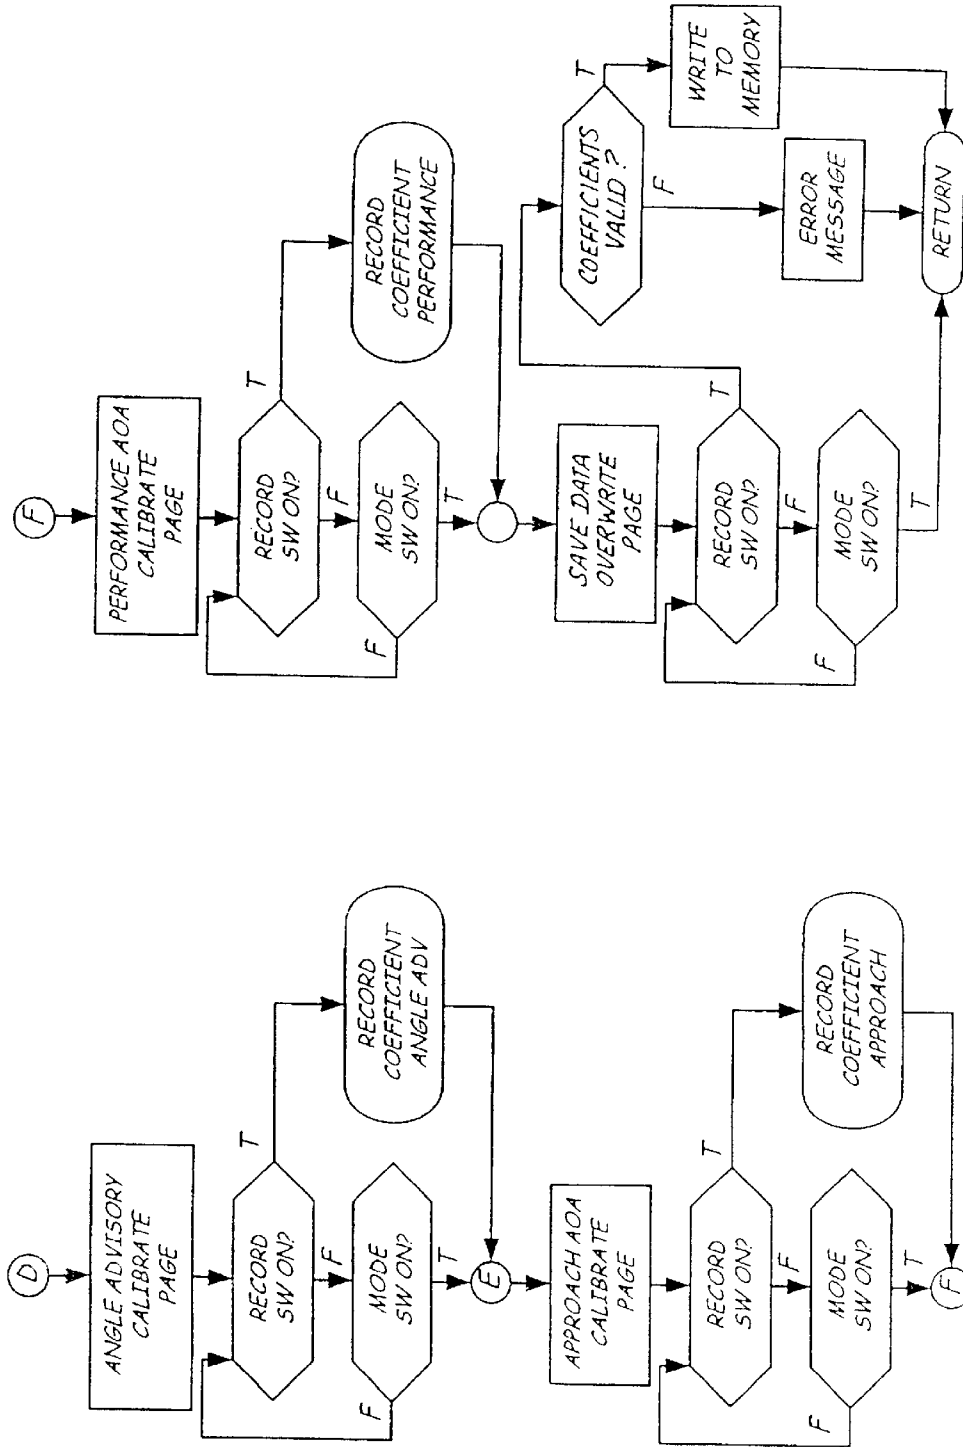 D
ANGLE ADVISORY
CALIBRATE
PAGE
RECORD
SW ON?
T
F
MODE
SW ON?
F
T
RECORD
COEFFICIENT
ANGLE ADV
E
APPROACH AOA
CALIBRATE
PAGE
RECORD
SW ON?
T
F
MODE
SW ON?
F
T
RECORD
COEFFICIENT
APPROACH
F
F
PERFORMANCE AOA
CALIBRATE
PAGE
RECORD
SW ON?
T
F
MODE
SW ON?
F
T
RECORD
COEFFICIENT
PERFORMANCE
SAVE DATA
OVERWRITE
PAGE
RECORD
SW ON?
T
F
MODE
SW ON?
F
T
COEFFICIENTS
VALID?
T
F
WRITE
TO
MEMORY
ERROR
MESSAGE
RETURN